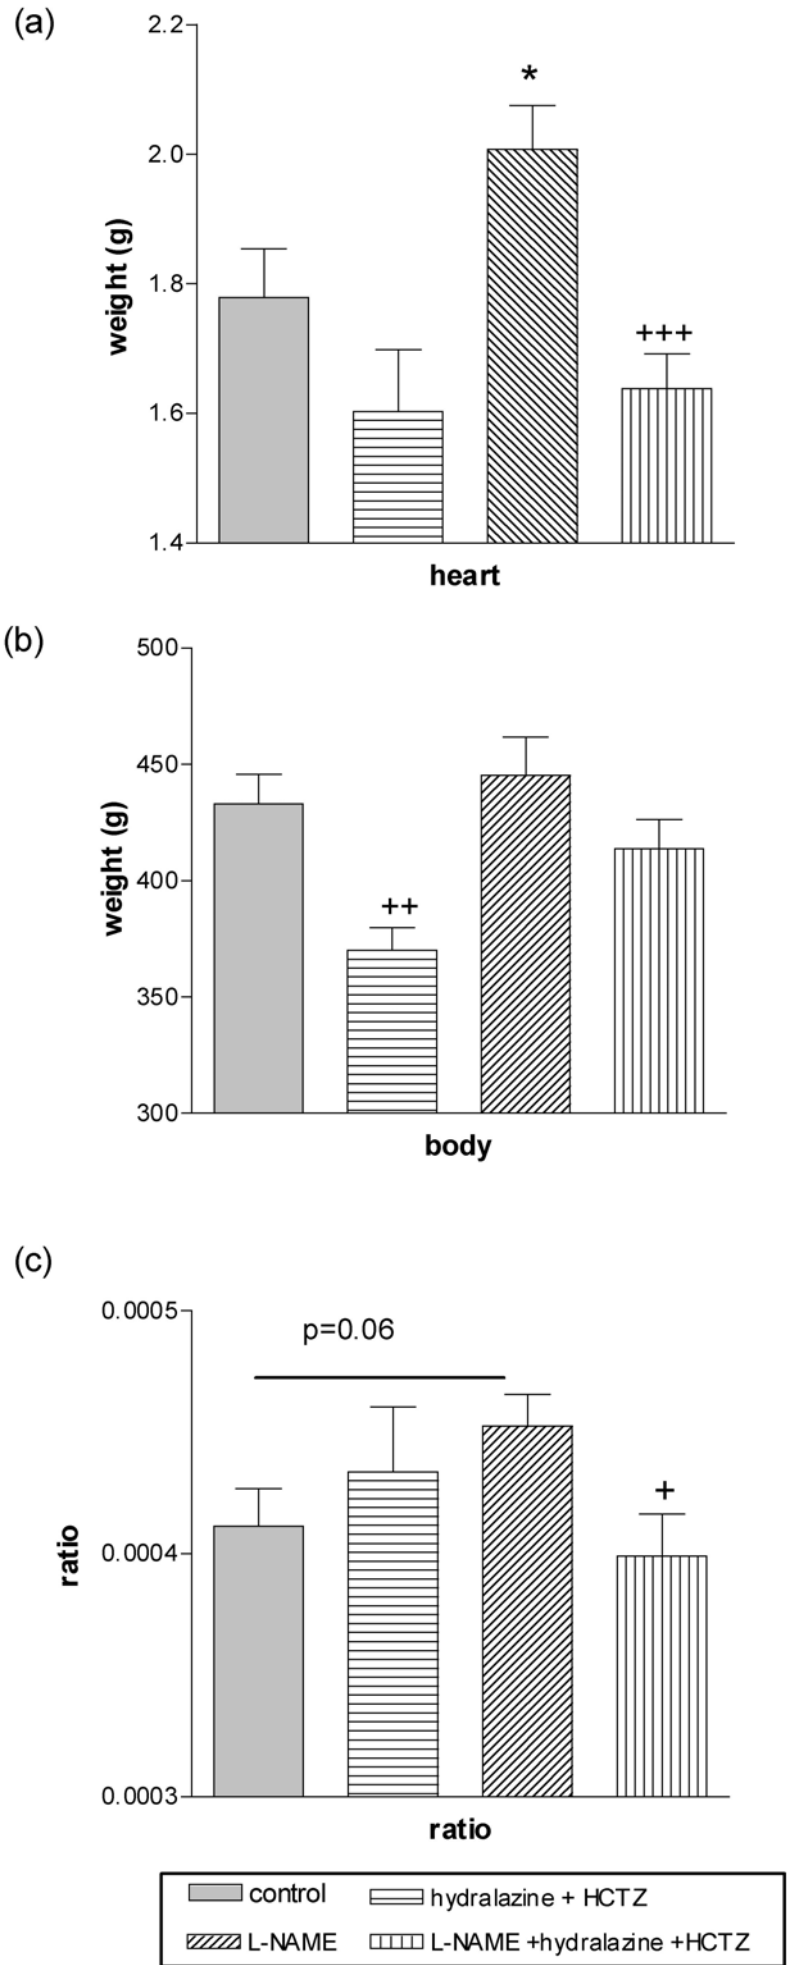 (a)
2.2
*
2.0
weight (g)
1.8
+++
1.6
1.4
heart
(b)
500
450
weight (g)
400
++
350
300
body
(c)
0.0005
p=0.06
+
ratio
0.0004
0.0003
ratio
control hydralazine + HCTZ
L-NAME L-NAME +hydralazine +HCTZ